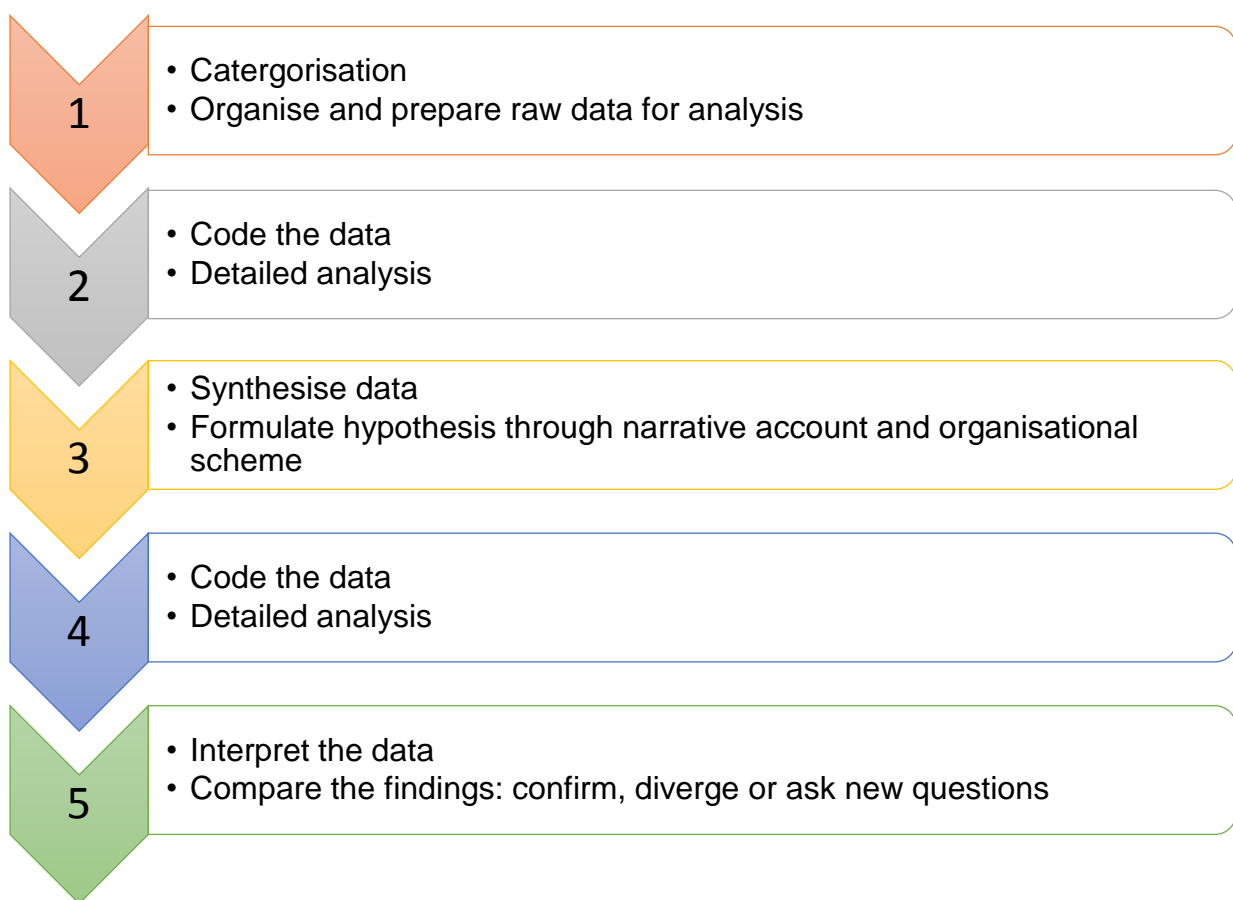 1
• Catergorisation
• Organise and prepare raw data for analysis
2
• Code the data
• Detailed analysis
3
• Synthesise data
• Formulate hypothesis through narrative account and organisational
scheme
4
• Code the data
• Detailed analysis
5
• Interpret the data
• Compare the findings: confirm, diverge or ask new questions